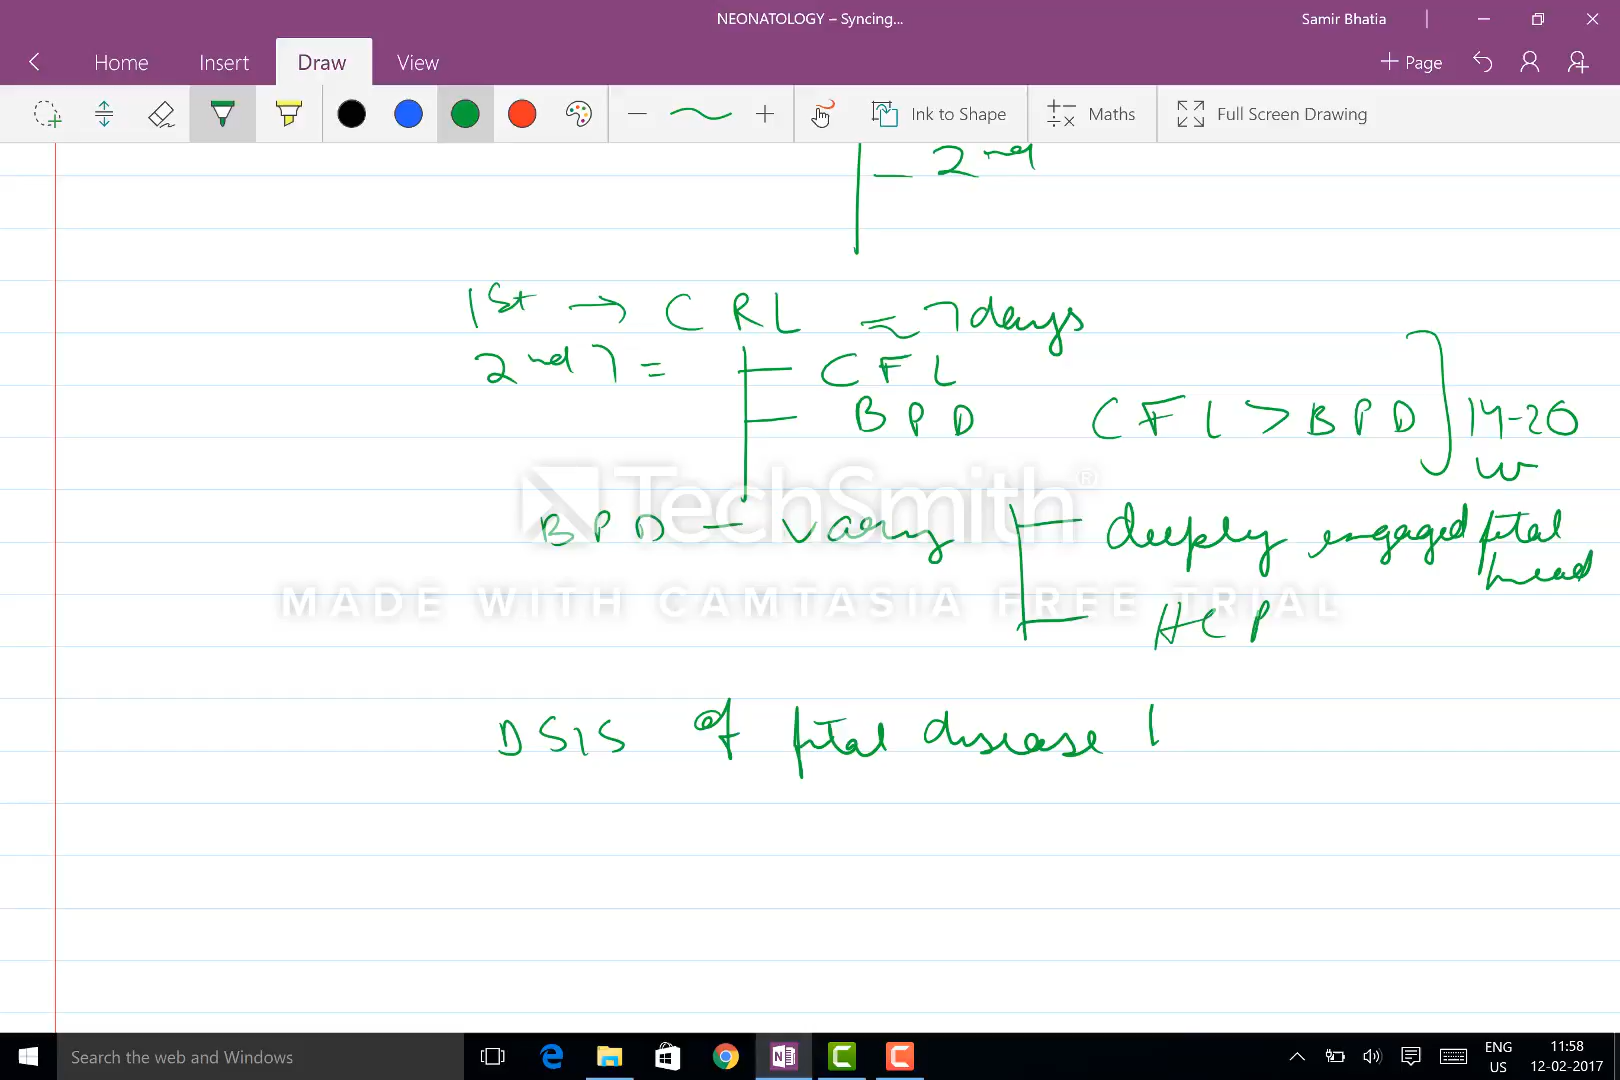 NEONATOLOGY – Syncing...
Samir Bhatia
Home Insert Draw View
Page
Ink to Shape
Maths
Full Screen Drawing
2nd
1st → CRL ≈ 7days
2nd 7 = CFL
BPD CFL > BPD 14-20
w
TechSmith®
BPD - vary deeply engaged fetal
head
MADE WITH CAMTASIA FREE TRIAL
HCP
DSIS of fetal disease
Search the web and Windows
ENG
US
11:58
12-02-2017